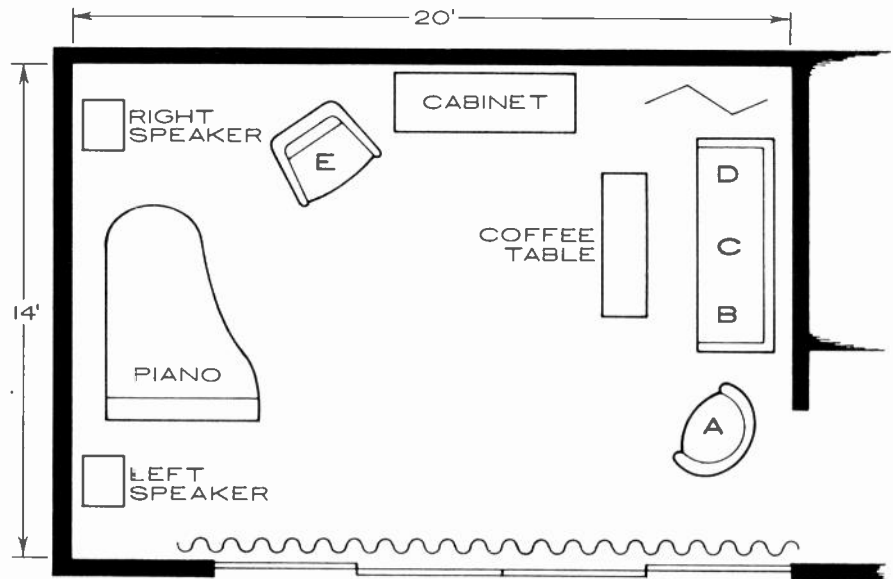 20'
CABINET
RIGHT
SPEAKER
E
D
COFFEE
TABLE
C
14'
B
PIANO
A
LEFT
SPEAKER